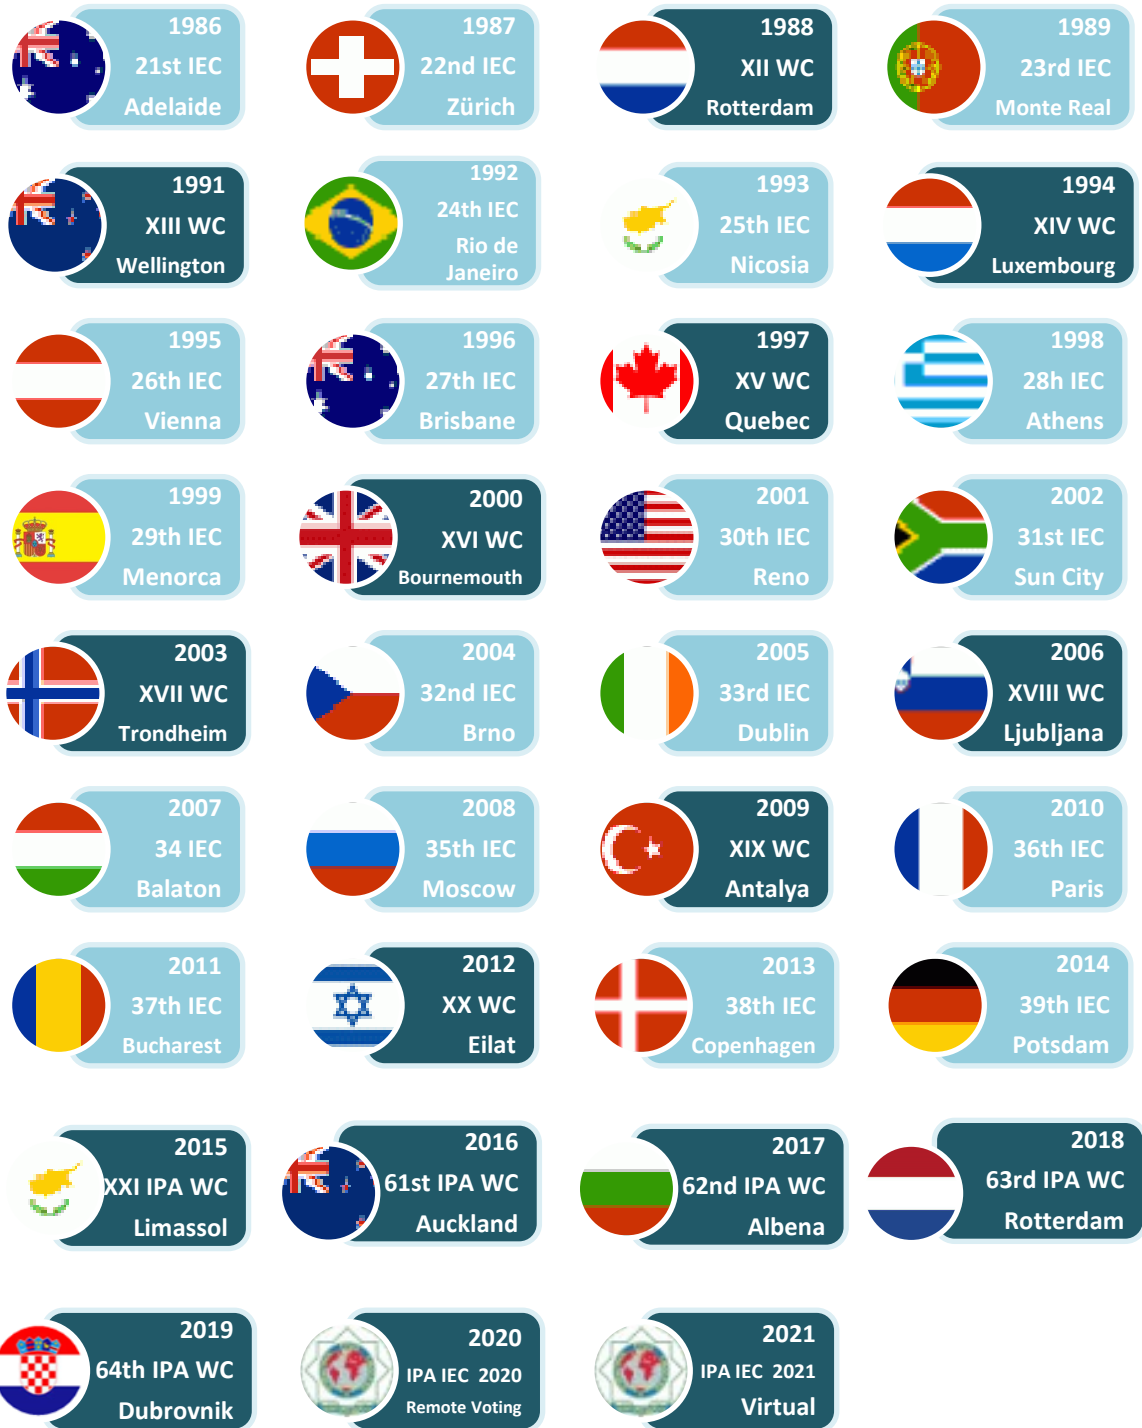 1986
21st IEC
Adelaide
1987
22nd IEC
Zürich
1988
XII WC
Rotterdam
1989
23rd IEC
Monte Real
1991
XIII WC
Wellington
1992
24th IEC
Rio de
Janeiro
1993
25th IEC
Nicosia
1994
XIV WC
Luxembourg
1995
26th IEC
Vienna
1996
27th IEC
Brisbane
1997
XV WC
Quebec
1998
28h IEC
Athens
1999
29th IEC
Menorca
2000
XVI WC
Bournemouth
2001
30th IEC
Reno
2002
31st IEC
Sun City
2003
XVII WC
Trondheim
2004
32nd IEC
Brno
2005
33rd IEC
Dublin
2006
XVIII WC
Ljubljana
2007
34 IEC
Balaton
2008
35th IEC
Moscow
2009
XIX WC
Antalya
2010
36th IEC
Paris
2011
37th IEC
Bucharest
2012
XX WC
Eilat
2013
38th IEC
Copenhagen
2014
39th IEC
Potsdam
2015
XXI IPA WC
Limassol
2016
61st IPA WC
Auckland
2017
62nd IPA WC
Albena
2018
63rd IPA WC
Rotterdam
2019
64th IPA WC
Dubrovnik
2020
IPA IEC 2020
Remote Voting
2021
IPA IEC 2021
Virtual